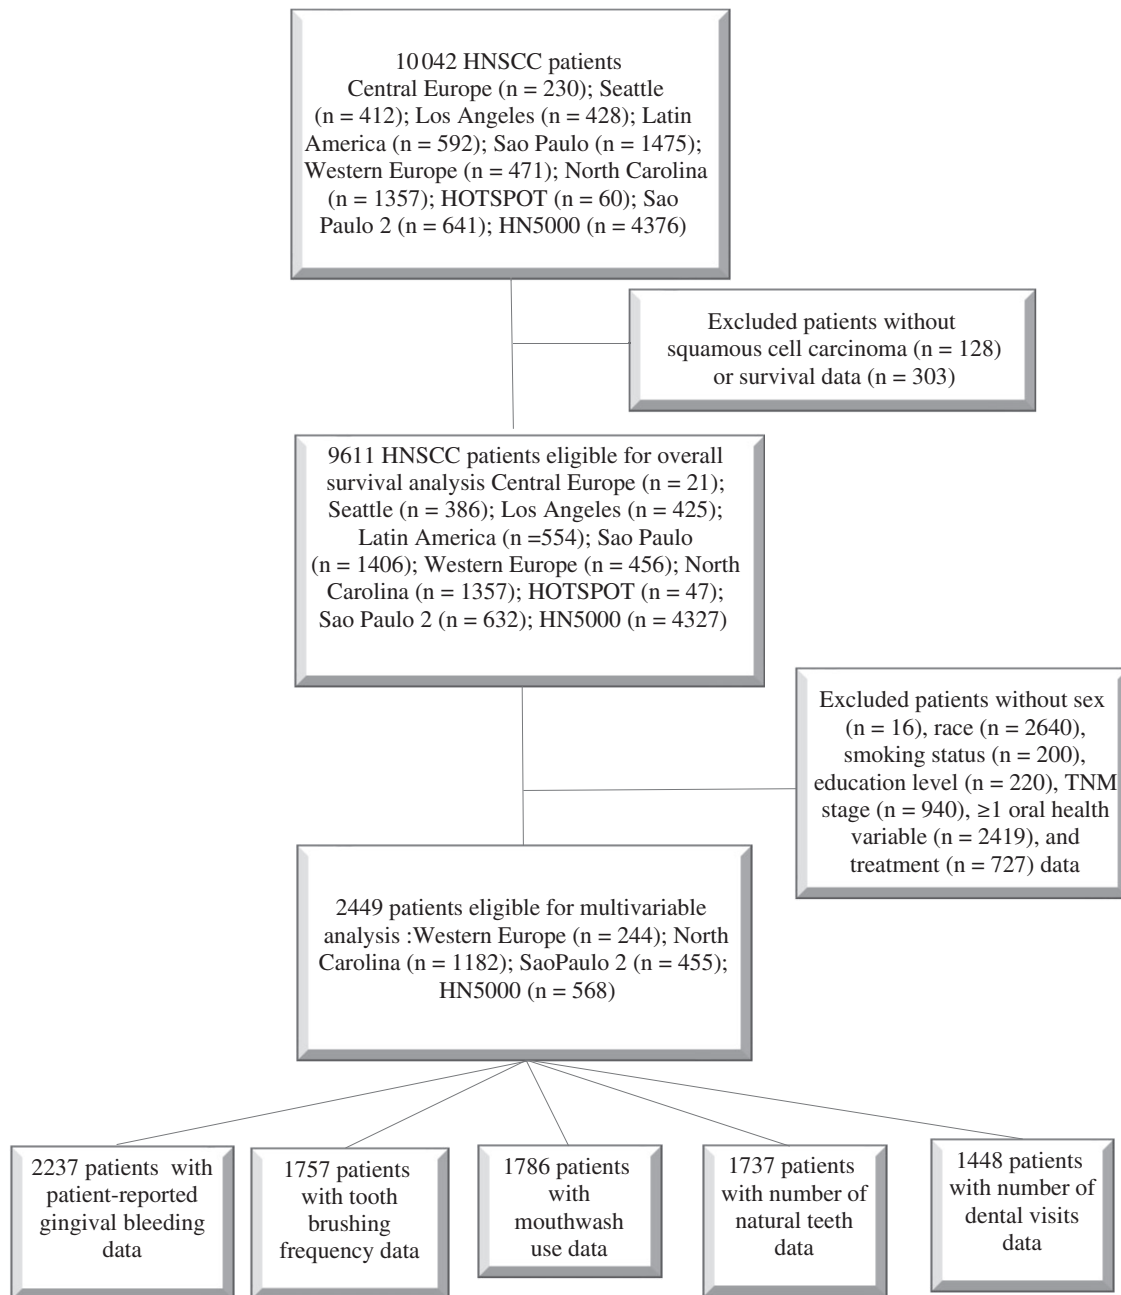 10 042 HNSCC patients
Central Europe (n = 230); Seattle
(n = 412); Los Angeles (n = 428); Latin
America (n = 592); Sao Paulo (n = 1475);
Western Europe (n = 471); North Carolina
(n = 1357); HOTSPOT (n = 60); Sao
Paulo 2 (n = 641); HN5000 (n = 4376)
Excluded patients without
squamous cell carcinoma (n = 128)
or survival data (n = 303)
9611 HNSCC patients eligible for overall
survival analysis Central Europe (n = 21);
Seattle (n = 386); Los Angeles (n = 425);
Latin America (n =554); Sao Paulo
(n = 1406); Western Europe (n = 456); North
Carolina (n = 1357); HOTSPOT (n = 47);
Sao Paulo 2 (n = 632); HN5000 (n = 4327)
Excluded patients without sex
(n = 16), race (n = 2640),
smoking status (n = 200),
education level (n = 220), TNM
stage (n = 940), ≥1 oral health
variable (n = 2419), and
treatment (n = 727) data
2449 patients eligible for multivariable
analysis :Western Europe (n = 244); North
Carolina (n = 1182); SaoPaulo 2 (n = 455);
HN5000 (n = 568)
2237 patients with
patient-reported
gingival bleeding
data
1757 patients
with tooth
brushing
frequency data
1786 patients
with
mouthwash
use data
1737 patients
with number of
natural teeth
data
1448 patients
with number of
dental visits
data